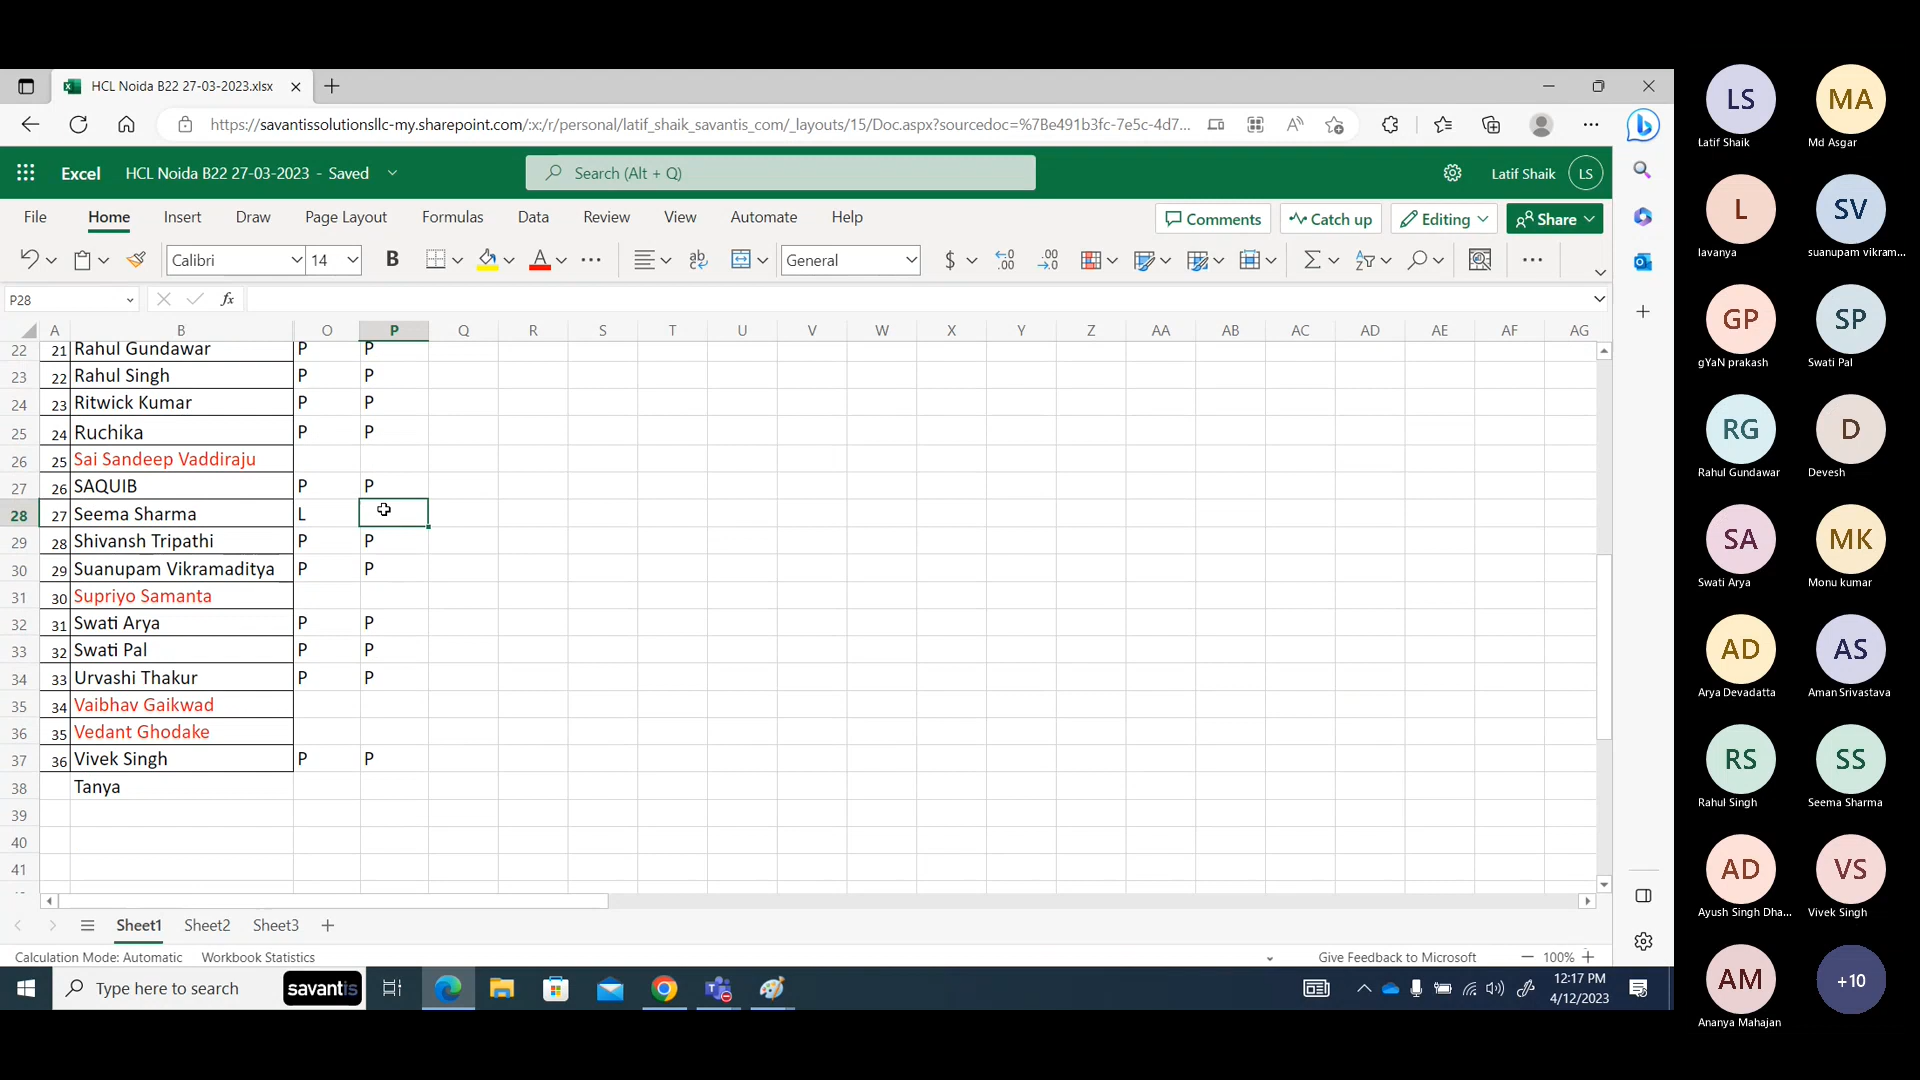 HCL Noida B22 27-03-2023.xlsx
https://savantissolutionsllc-my.sharepoint.com/:x:/r/personal/latif_shaik_savantis_com/_layouts/15/Doc.aspx?sourcedoc=%7Be491b3fc-7e5c-4d7...
Excel HCL Noida B22 27-03-2023 - Saved Search (Alt + Q) Latif Shaik LS
File Home Insert Draw Page Layout Formulas Data Review View Automate Help Comments Catch up Editing Share
Calibri 14 B A General $
P28 fx
A B O P Q R S T U V W X Y Z AA AB AC AD AE AF AG
22 21 Rahul Gundawar P P
23 22 Rahul Singh P P
24 23 Ritwick Kumar P P
25 24 Ruchika P P
26 25 Sai Sandeep Vaddiraju
27 26 SAQUIB P P
28 27 Seema Sharma L
29 28 Shivansh Tripathi P P
30 29 Suanupam Vikramaditya P P
31 30 Supriyo Samanta
32 31 Swati Arya P P
33 32 Swati Pal P P
34 33 Urvashi Thakur P P
35 34 Vaibhav Gaikwad
36 35 Vedant Ghodake
37 36 Vivek Singh P P
38 Tanya
39
40
41
Sheet1 Sheet2 Sheet3
Calculation Mode: Automatic Workbook Statistics Give Feedback to Microsoft 100%
Type here to search savantis
12:17 PM
4/12/2023
LS MA
Latif Shaik Md Asgar
L SV
lavanya suanupam vikram...
GP SP
gYaN prakash Swati Pal
RG D
Rahul Gundawar Devesh
SA MK
Swati Arya Monu kumar
AD AS
Arya Devadatta Aman Srivastava
RS SS
Rahul Singh Seema Sharma
AD VS
Ayush Singh Dha... Vivek Singh
AM +10
Ananya Mahajan